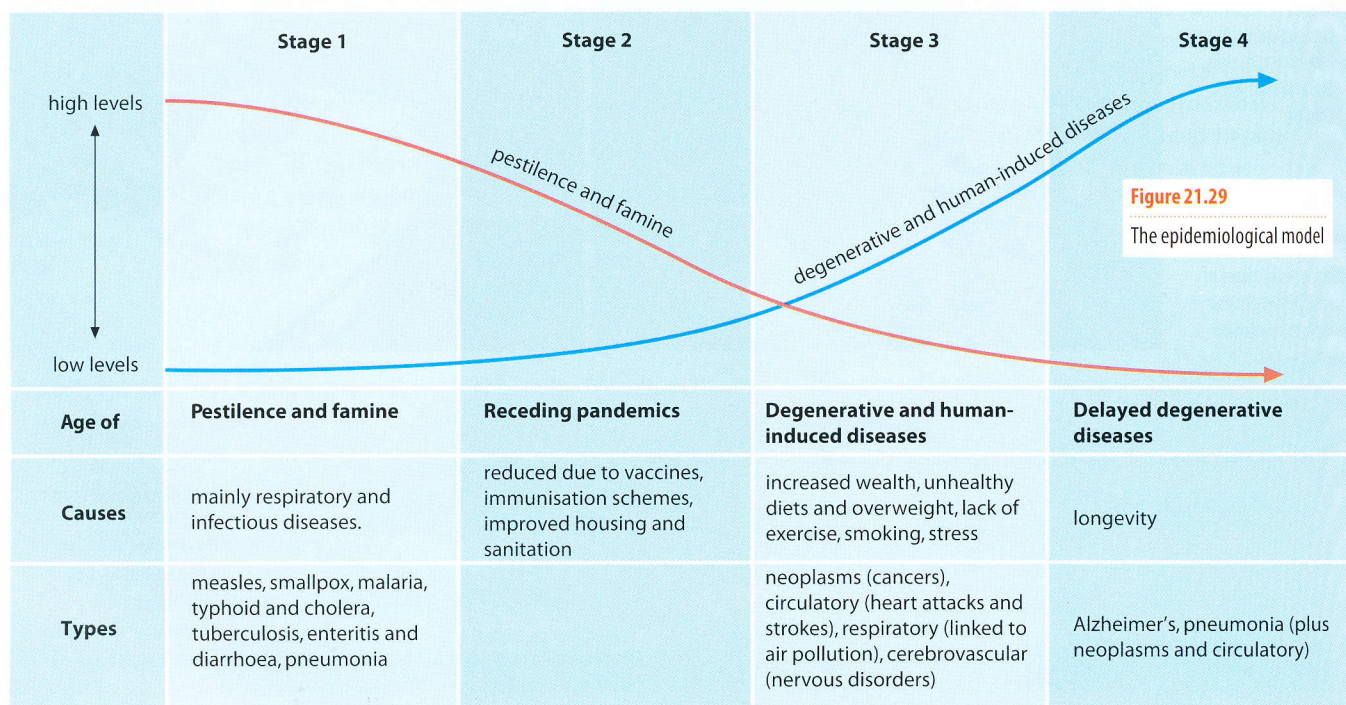 Stage 1
Stage 2
Stage 3
Stage 4
high levels
low levels
pestilence and famine
degenerative and human-induced diseases
Figure 21.29
The epidemiological model
Age of
Pestilence and famine
Receding pandemics
Degenerative and human-
induced diseases
Delayed degenerative
diseases
Causes
mainly respiratory and
infectious diseases.
reduced due to vaccines,
immunisation schemes,
improved housing and
sanitation
increased wealth, unhealthy
diets and overweight, lack of
exercise, smoking, stress
longevity
Types
measles, smallpox, malaria,
typhoid and cholera,
tuberculosis, enteritis and
diarrhoea, pneumonia
neoplasms (cancers),
circulatory (heart attacks and
strokes), respiratory (linked to
air pollution), cerebrovascular
(nervous disorders)
Alzheimer's, pneumonia (plus
neoplasms and circulatory)